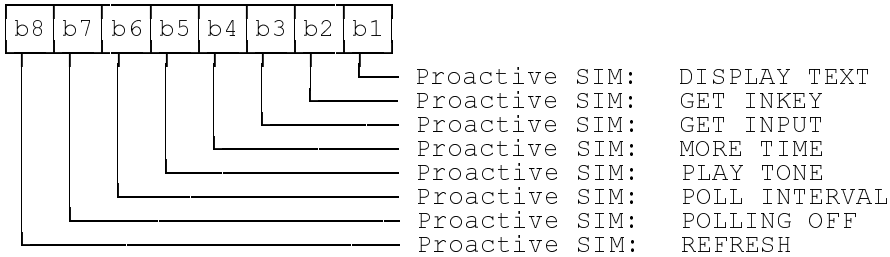 b8 b7 b6 b5 b4 b3 b2 b1
Proactive SIM: DISPLAY TEXT
Proactive SIM: GET INKEY
Proactive SIM: GET INPUT
Proactive SIM: MORE TIME
Proactive SIM: PLAY TONE
Proactive SIM: POLL INTERVAL
Proactive SIM: POLLING OFF
Proactive SIM: REFRESH